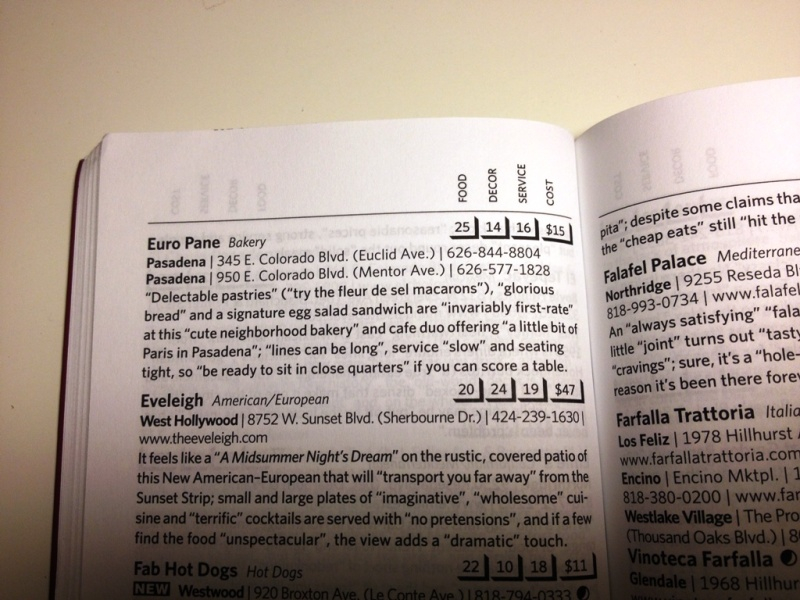 FOOD DECOR SERVICE COST
Euro Pane Bakery 25 14 16 $15
Pasadena | 345 E. Colorado Blvd. (Euclid Ave.) | 626-844-8804
Pasadena | 950 E. Colorado Blvd. (Mentor Ave.) | 626-577-1828
"Delectable pastries" ("try the fleur de sel macarons"), "glorious
bread" and a signature egg salad sandwich are "invariably first-rate"
at this "cute neighborhood bakery" and cafe duo offering "a little bit of
Paris in Pasadena"; "lines can be long", service "slow" and seating
tight, so "be ready to sit in close quarters" if you can score a table.
Eveleigh American/European 20 24 19 $47
West Hollywood | 8752 W. Sunset Blvd. (Sherbourne Dr.) | 424-239-1630 |
www.theeveleigh.com
It feels like a "A Midsummer Night's Dream" on the rustic, covered patio of
this New American-European that will "transport you far away" from the
Sunset Strip; small and large plates of "imaginative", "wholesome" cui-
sine and "terrific" cocktails are served with "no pretensions", and if a few
find the food "unspectacular", the view adds a "dramatic" touch.
Fab Hot Dogs Hot Dogs 22 10 18 $11
NEW Westwood | 920 Broxton Ave. (Le Conte Ave.) | 818-794-0333
pita"; despite some claims tha
the "cheap eats" still "hit the
Falafel Palace Mediterrane
Northridge | 9255 Reseda Bl
818-993-0734 | www.falafel
An "always satisfying" "fala
little "joint" turns out "tasty
"cravings"; sure, it's a "hole-
reason it's been there forev
Farfalla Trattoria Italia
Los Feliz | 1978 Hillhurst
www.farfallatrattoria.com
Encino | Encino Mktpl. | 1
818-380-0200 | www.far
Westlake Village | The Pro
(Thousand Oaks Blvd.) | 8
Vinoteca Farfalla
Glendale | 1968 Hillhurs